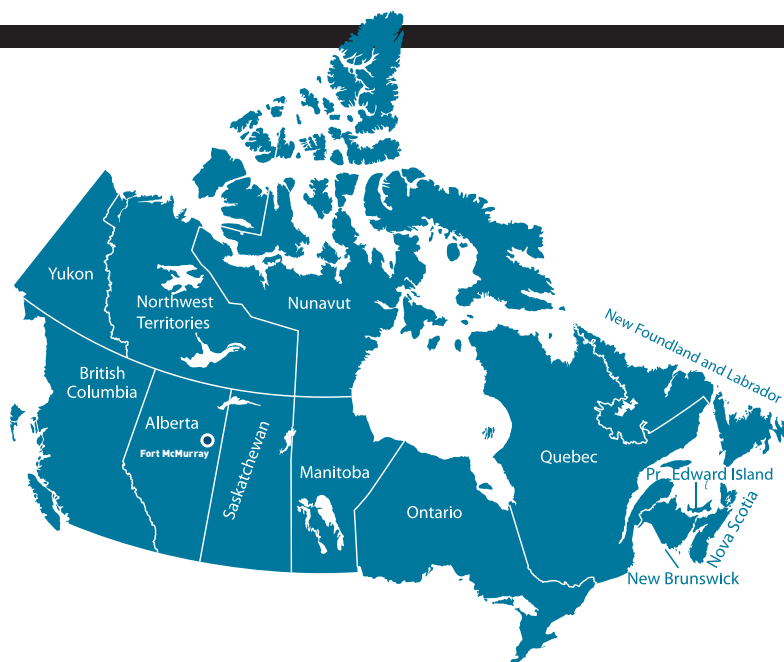 Yukon
Northwest
Territories
Nunavut
New Foundland and Labrador
British
Columbia
Alberta
Fort McMurray
Saskatchewan
Manitoba
Ontario
Quebec
Pr. Edward Island
Nova Scotia
New Brunswick